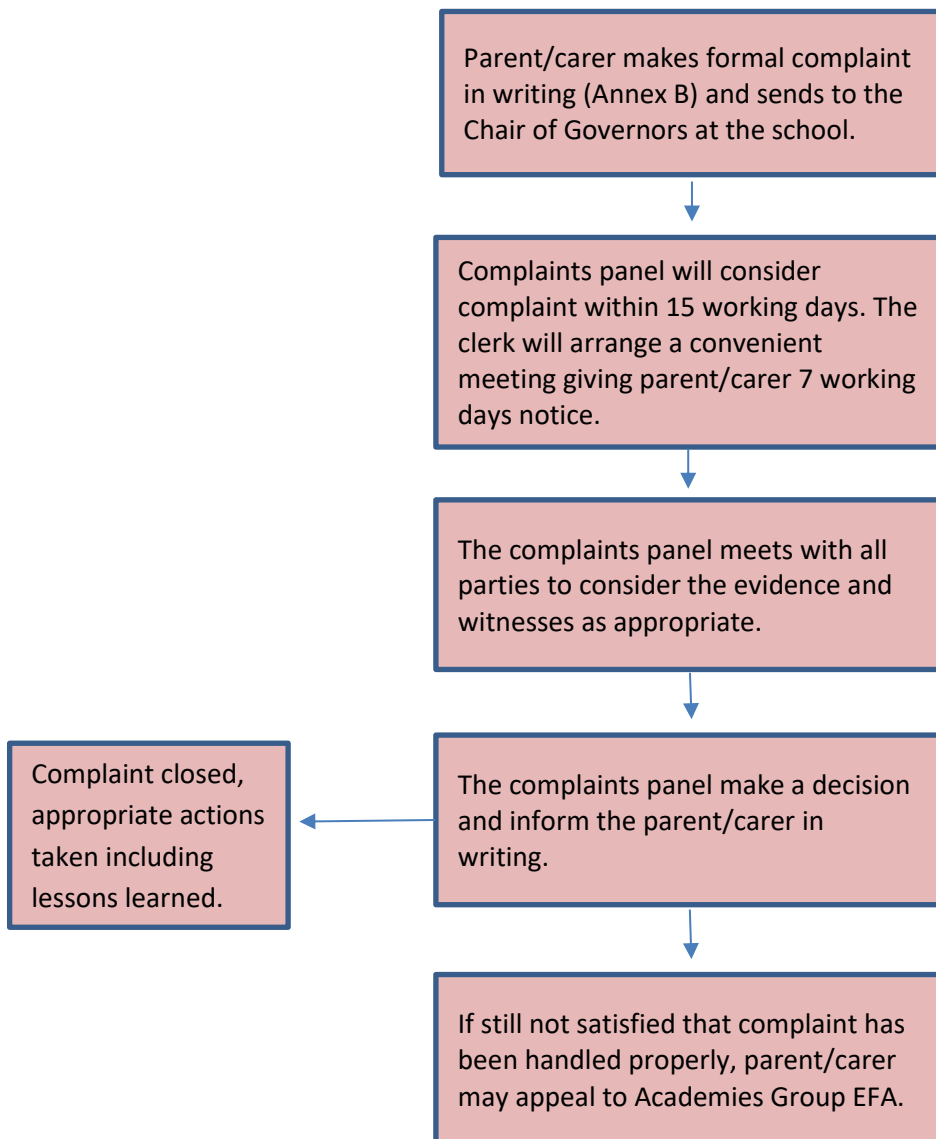 Parent/carer makes formal complaint
in writing (Annex B) and sends to the
Chair of Governors at the school.
Complaints panel will consider
complaint within 15 working days. The
clerk will arrange a convenient
meeting giving parent/carer 7 working
days notice.
The complaints panel meets with all
parties to consider the evidence and
witnesses as appropriate.
The complaints panel make a decision
and inform the parent/carer in
writing.
Complaint closed,
appropriate actions
taken including
lessons learned.
If still not satisfied that complaint has
been handled properly, parent/carer
may appeal to Academies Group EFA.